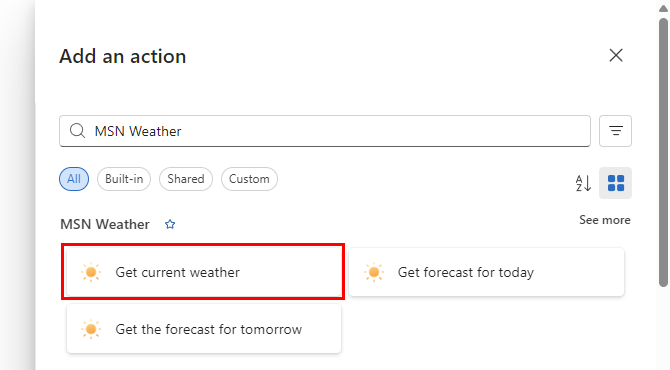 Add an action
MSN Weather
All Built-in Shared Custom
A
Z
MSN Weather
See more
Get current weather
Get forecast for today
Get the forecast for tomorrow